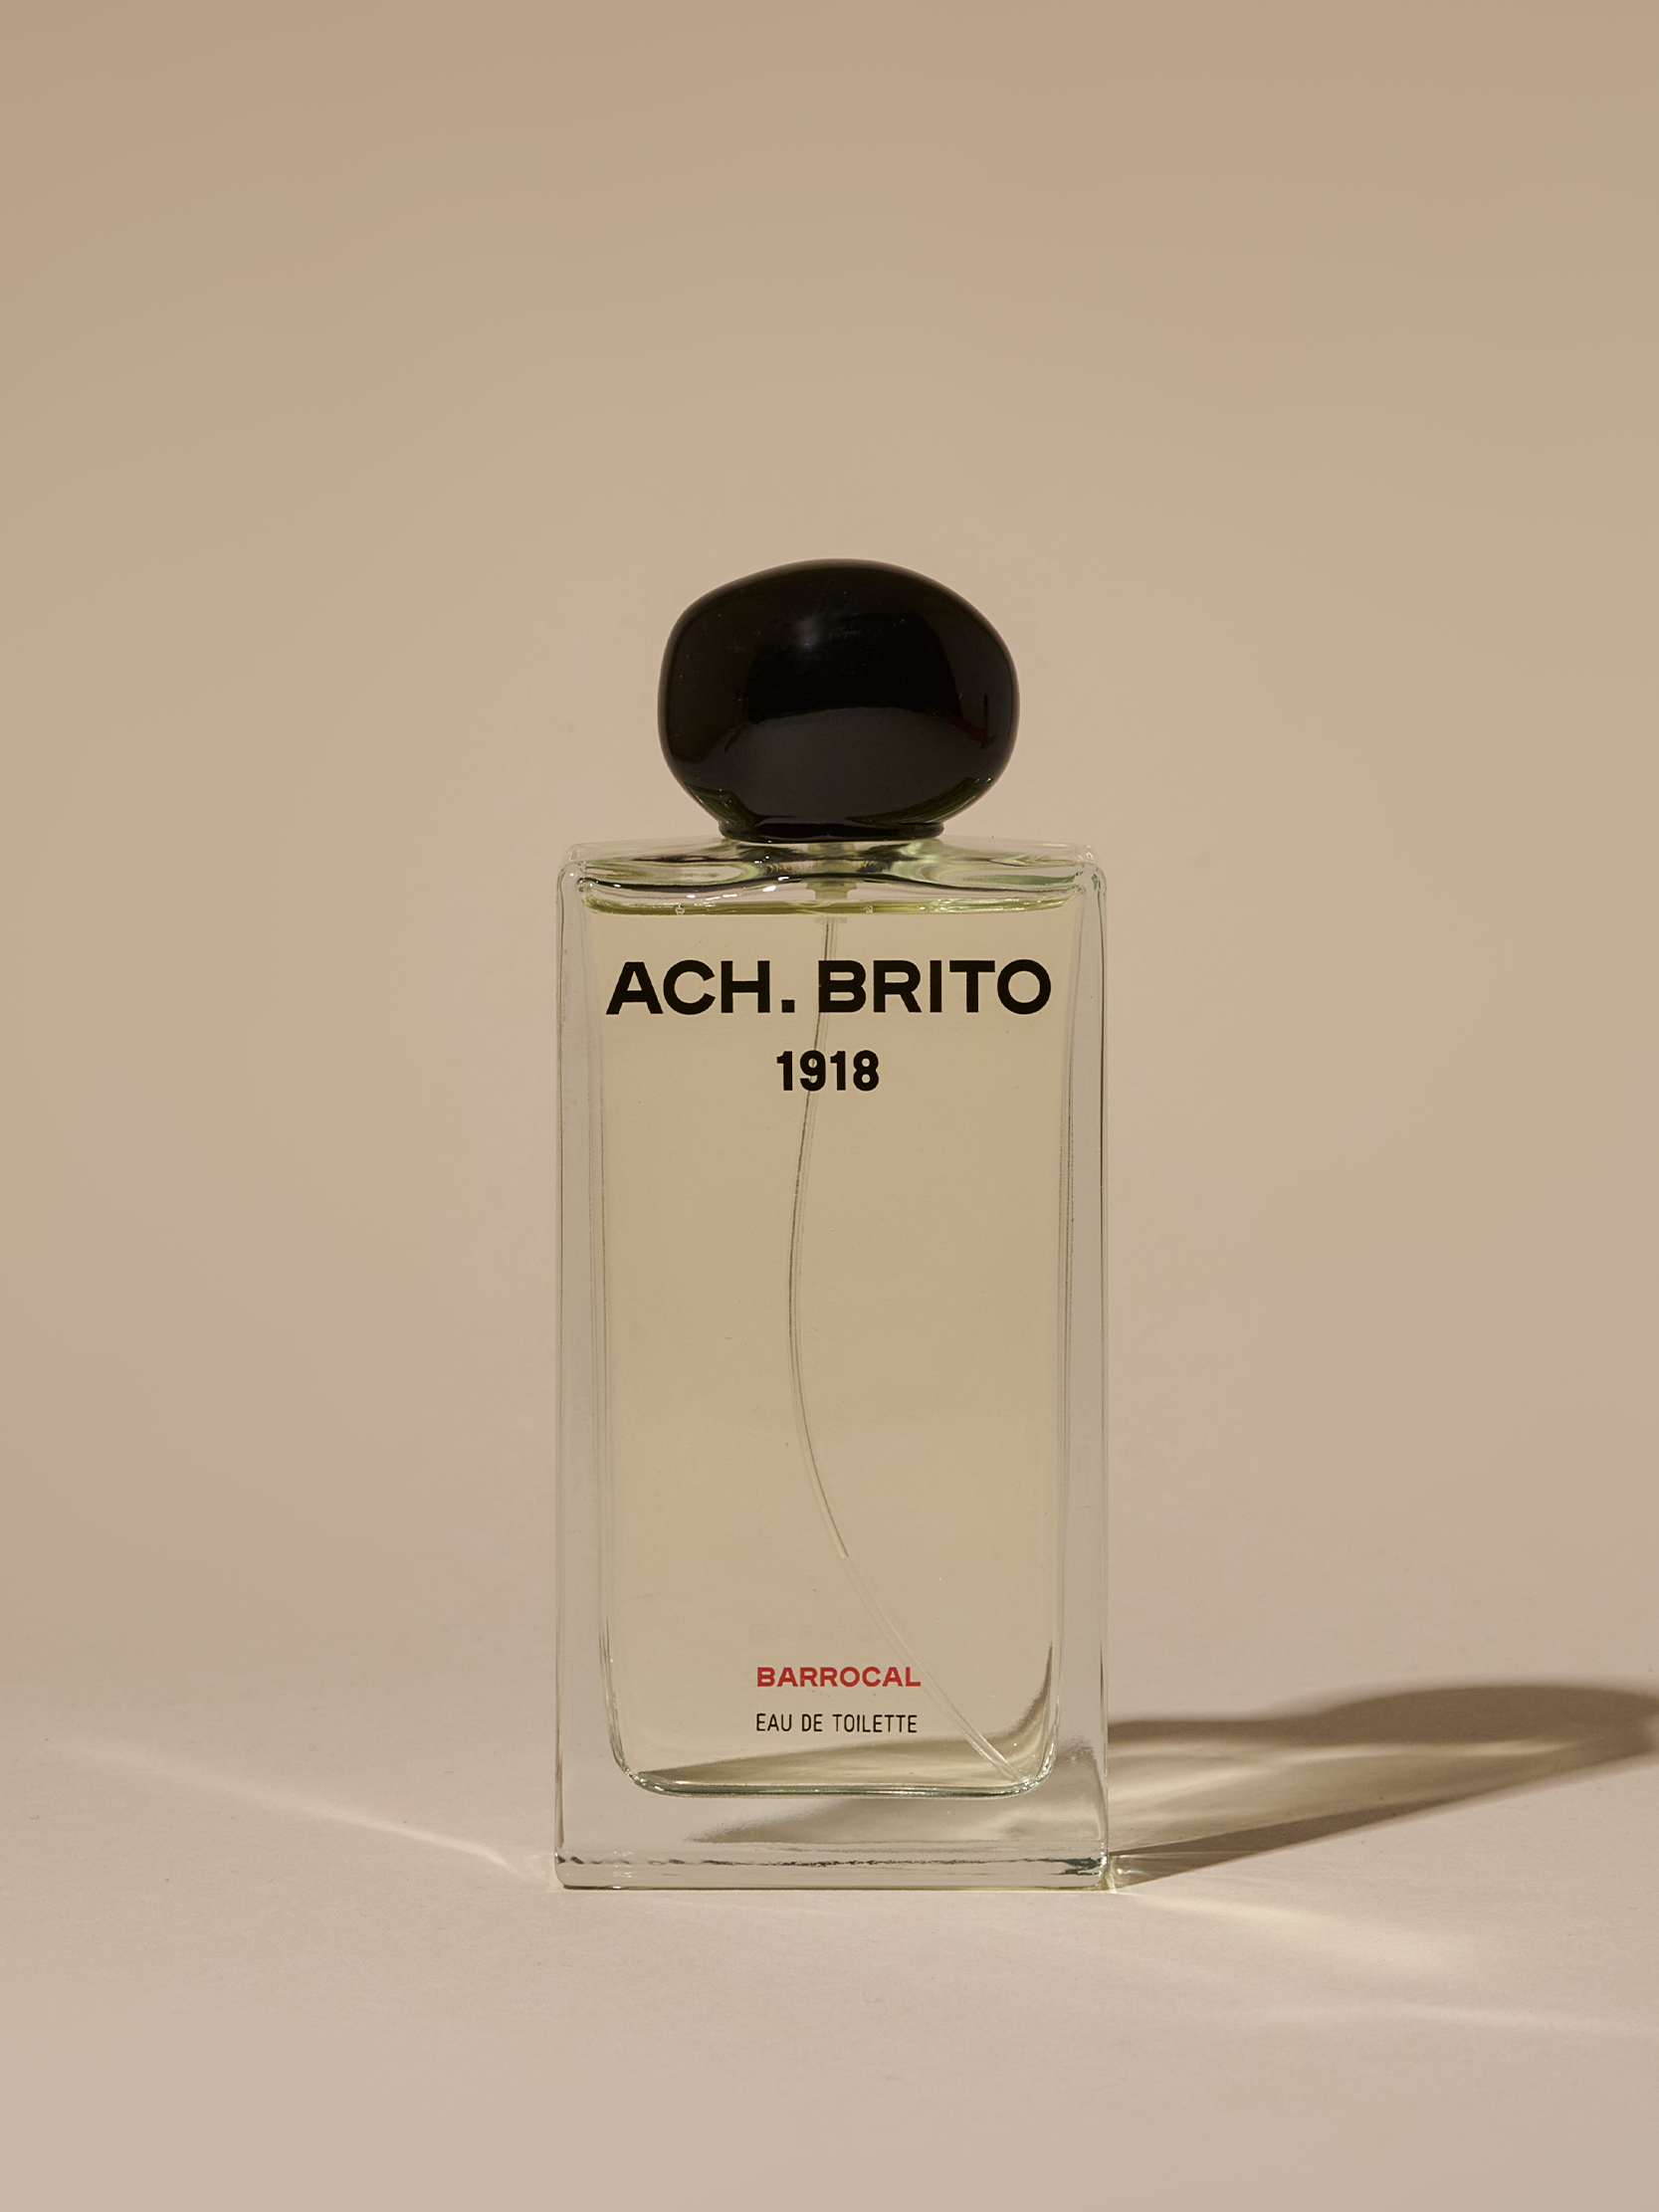 ACH. BRITO
1918
BARROCAL
EAU DE TOILETTE